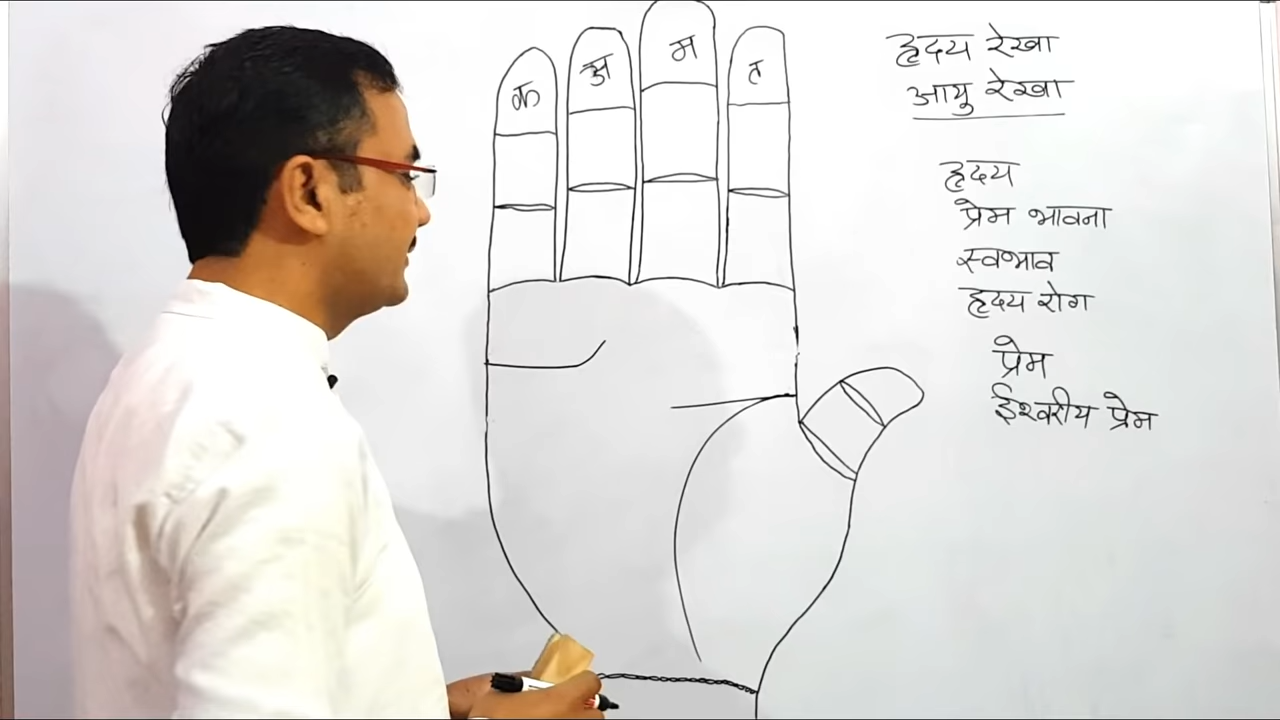 क अ म त
हृदय रेखा
आयु रेखा
हृदय
प्रेम भावना
स्वभाव
हृदय रोग
प्रेम
ईश्वरीय प्रेम